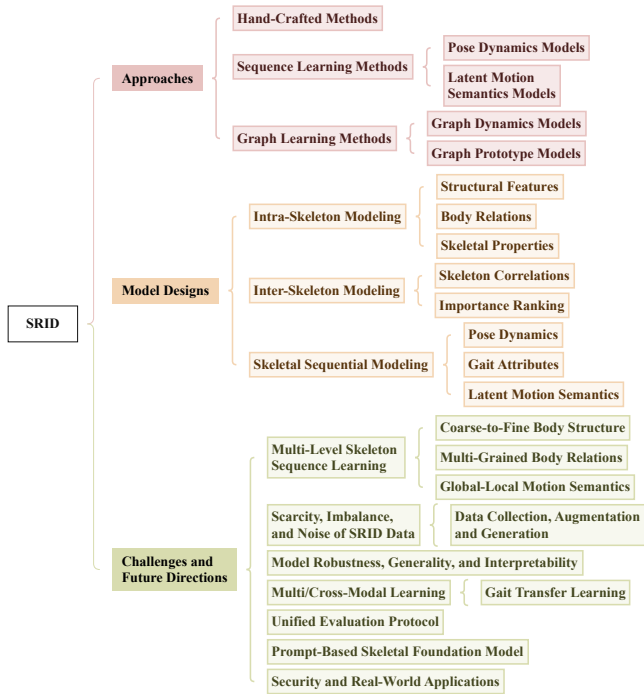 SRID
Approaches
Hand-Crafted Methods
Sequence Learning Methods
Pose Dynamics Models
Latent Motion
Semantics Models
Graph Learning Methods
Graph Dynamics Models
Graph Prototype Models
Model Designs
Intra-Skeleton Modeling
Structural Features
Body Relations
Skeletal Properties
Inter-Skeleton Modeling
Skeleton Correlations
Importance Ranking
Skeletal Sequential Modeling
Pose Dynamics
Gait Attributes
Latent Motion Semantics
Challenges and
Future Directions
Multi-Level Skeleton
Sequence Learning
Coarse-to-Fine Body Structure
Multi-Grained Body Relations
Global-Local Motion Semantics
Scarcity, Imbalance,
and Noise of SRID Data
Data Collection, Augmentation
and Generation
Model Robustness, Generality, and Interpretability
Multi/Cross-Modal Learning
Gait Transfer Learning
Unified Evaluation Protocol
Prompt-Based Skeletal Foundation Model
Security and Real-World Applications